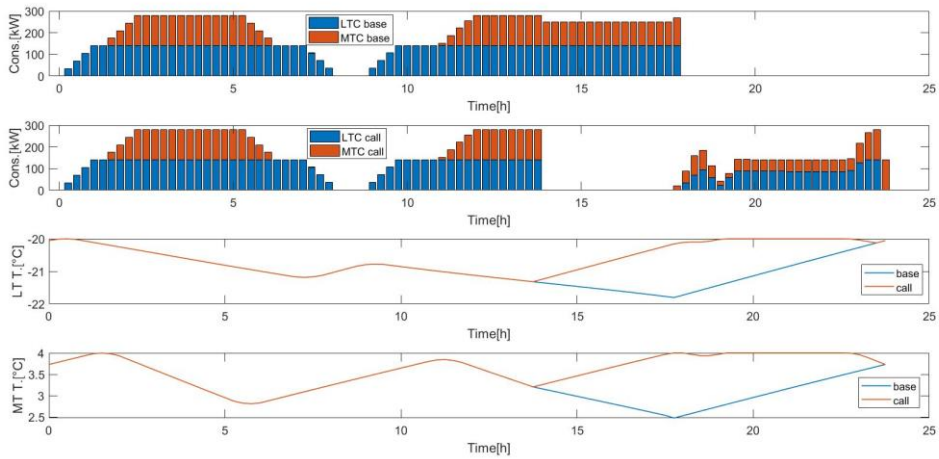 300
200
100
0
Cons.[kW]
LTC base
MTC base
0 5 10 15 20 25
Time[h]
300
200
100
0
Cons.[kW]
LTC call
MTC call
0 5 10 15 20 25
Time[h]
-20
-21
-22
LT T.[°C]
base
call
0 5 10 15 20 25
Time[h]
4
3.5
3
2.5
MT T.[°C]
base
call
0 5 10 15 20 25
Time[h]